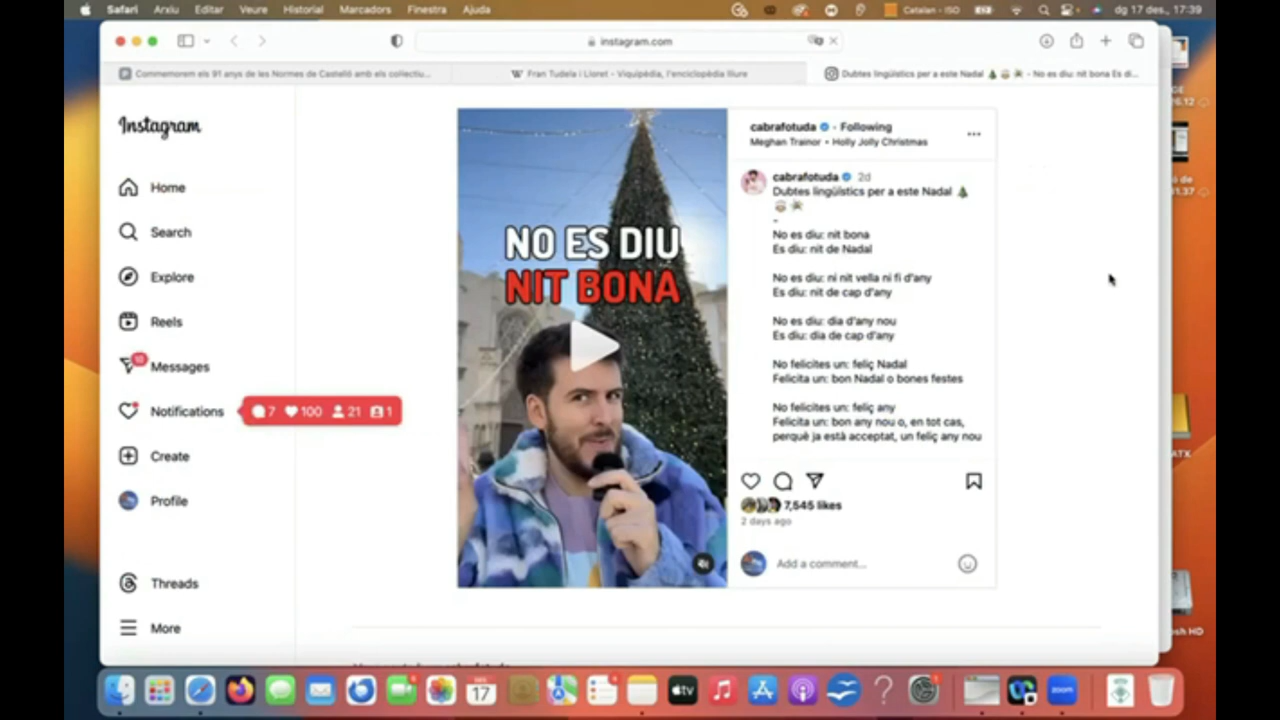 Safari Arxiu Editar Veure Historial Marcadors Finestra Ajuda
Catalan - ISO
dg 17 des., 17:39
instagram.com
Commemorem els 91 anys de les Normes de Castelló amb els col·lectiu...
Fran Tudela i Lloret - Viquipèdia, l'enciclopèdia lliure
Dubtes lingüístics per a este Nadal - No es diu: nit bona Es di...
Instagram
Home
Search
Explore
Reels
10
Messages
Notifications
7 100 21 1
Create
Profile
Threads
More
NO ES DIU
NIT BONA
cabrafotuda • Following
Meghan Trainor • Holly Jolly Christmas
cabrafotuda 2d
Dubtes lingüístics per a este Nadal
-
No es diu: nit bona
Es diu: nit de Nadal
No es diu: ni nit vella ni fi d'any
Es diu: nit de cap d'any
No es diu: dia d'any nou
Es diu: dia de cap d'any
No felicites un: feliç Nadal
Felicita un: bon Nadal o bones festes
No felicites un: feliç any
Felicita un: bon any nou o, en tot cas,
perquè ja està acceptat, un feliç any nou
7,545 likes
2 days ago
Add a comment...
DES
17
tv
zoom